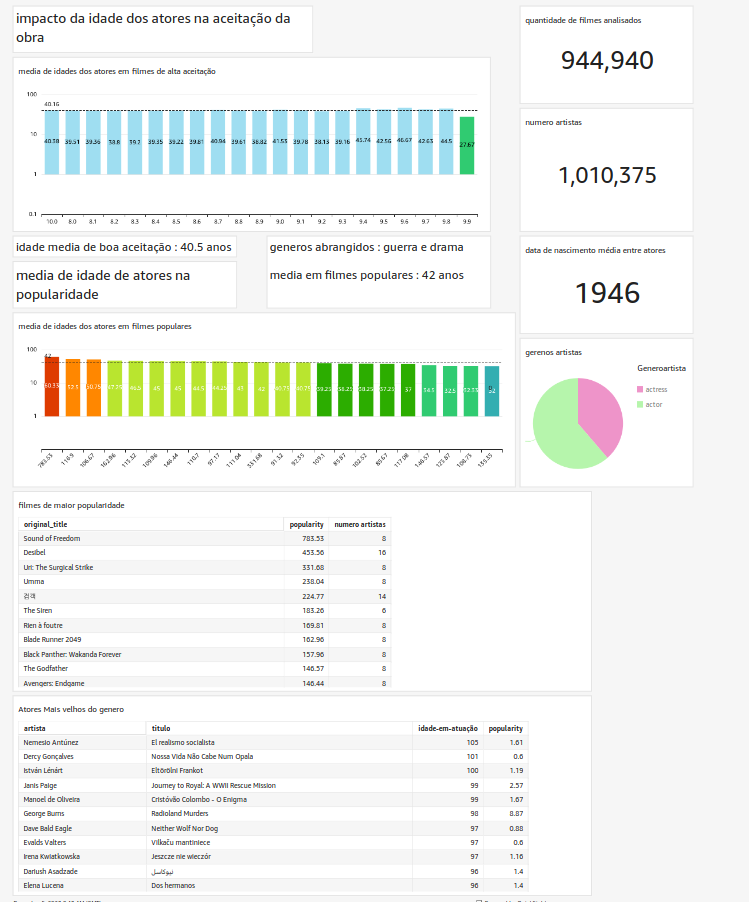 impacto da idade dos atores na aceitação da
obra
media de idades dos atores em filmes de alta aceitação
100
10
1
0.1
40.16
40.38 39.51 39.36 38.8 39.2 39.35 39.22 39.81 40.94 39.61 38.82 41.53 39.78 38.13 39.16 45.74 42.56 46.67 42.63 44.5 27.67
10.0 8.0 8.1 8.2 8.3 8.4 8.5 8.6 8.7 8.8 8.9 9.0 9.1 9.2 9.3 9.4 9.5 9.6 9.7 9.8 9.9
idade media de boa aceitação : 40.5 anos
generos abrangidos : guerra e drama
media em filmes populares : 42 anos
media de idade de atores na
popularidade
media de idades dos atores em filmes populares
100
10
1
42
60.33 52.5 50.75 46.5 45 45 44.5 44.25 43 42 40.75 40.75 39.25 38.25 38.25 37.25 37 34.5 32.5 32.33 32
783.53 116.9 106.67 162.96 115.32 109.96 146.44 110.7 97.17 111.04 331.68 91.32 92.35 109.1 85.87 102.52 80.67 117.08 146.57 123.87 108.75 135.35
quantidade de filmes analisados
944,940
numero artistas
1,010,375
data de nascimento média entre atores
1946
gerenos artistas
Generoartista
actress
actor
filmes de maior popularidade
original_title popularity numero artistas
Sound of Freedom 783.53 8
Desibel 453.56 16
Uri: The Surgical Strike 331.68 8
Umma 238.04 8
검객 224.77 14
The Siren 183.26 6
Rien à foutre 169.81 8
Blade Runner 2049 162.96 8
Black Panther: Wakanda Forever 157.96 8
The Godfather 146.57 8
Avengers: Endgame 146.44 8
Atores Mais velhos do genero
artista titulo idade-em-atuação popularity
Nemesio Antúnez El realismo socialista 105 1.61
Dercy Gonçalves Nossa Vida Não Cabe Num Opala 101 0.6
István Lénárt Eltörölni Frankot 100 1.19
Janis Paige Journey to Royal: A WWII Rescue Mission 99 2.57
Manoel de Oliveira Cristóvão Colombo - O Enigma 99 1.67
George Burns Radioland Murders 98 8.87
Dave Bald Eagle Neither Wolf Nor Dog 97 0.88
Evalds Valters Vilkaču mantiniece 97 0.6
Irena Kwiatkowska Jeszcze nie wieczór 97 1.16
Dariush Asadzade نیوکاسل 96 1.4
Elena Lucena Dos hermanos 96 1.4